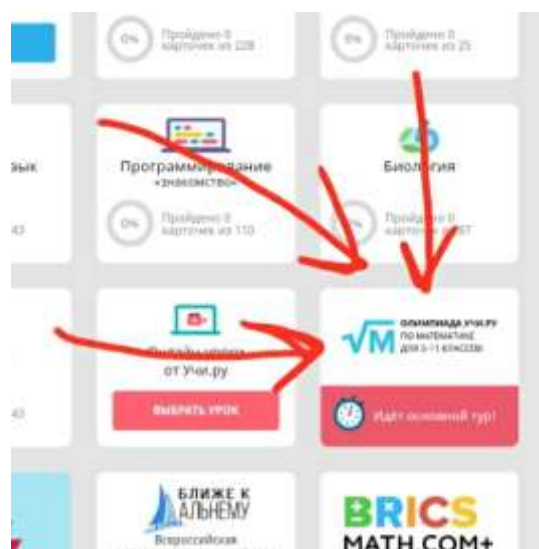 0%
Пройдено 0
карточек из 228
0%
Пройдено 0
карточек из 25
зык
43
Программирование
«знакомство»
0%
Пройдено 0
карточек из 110
Биология
Пройдено 0
43
от Учи.ру
ВЫБРАТЬ УРОК
√М
ОЛИМПИАДА УЧИ.РУ
ПО МАТЕМАТИКЕ
ДЛЯ 5-11 КЛАССОВ
Идёт основной тур!
БЛИЖЕ К
ДАЛЬНЕМУ
Всероссийская
BRICS
MATH.COM+